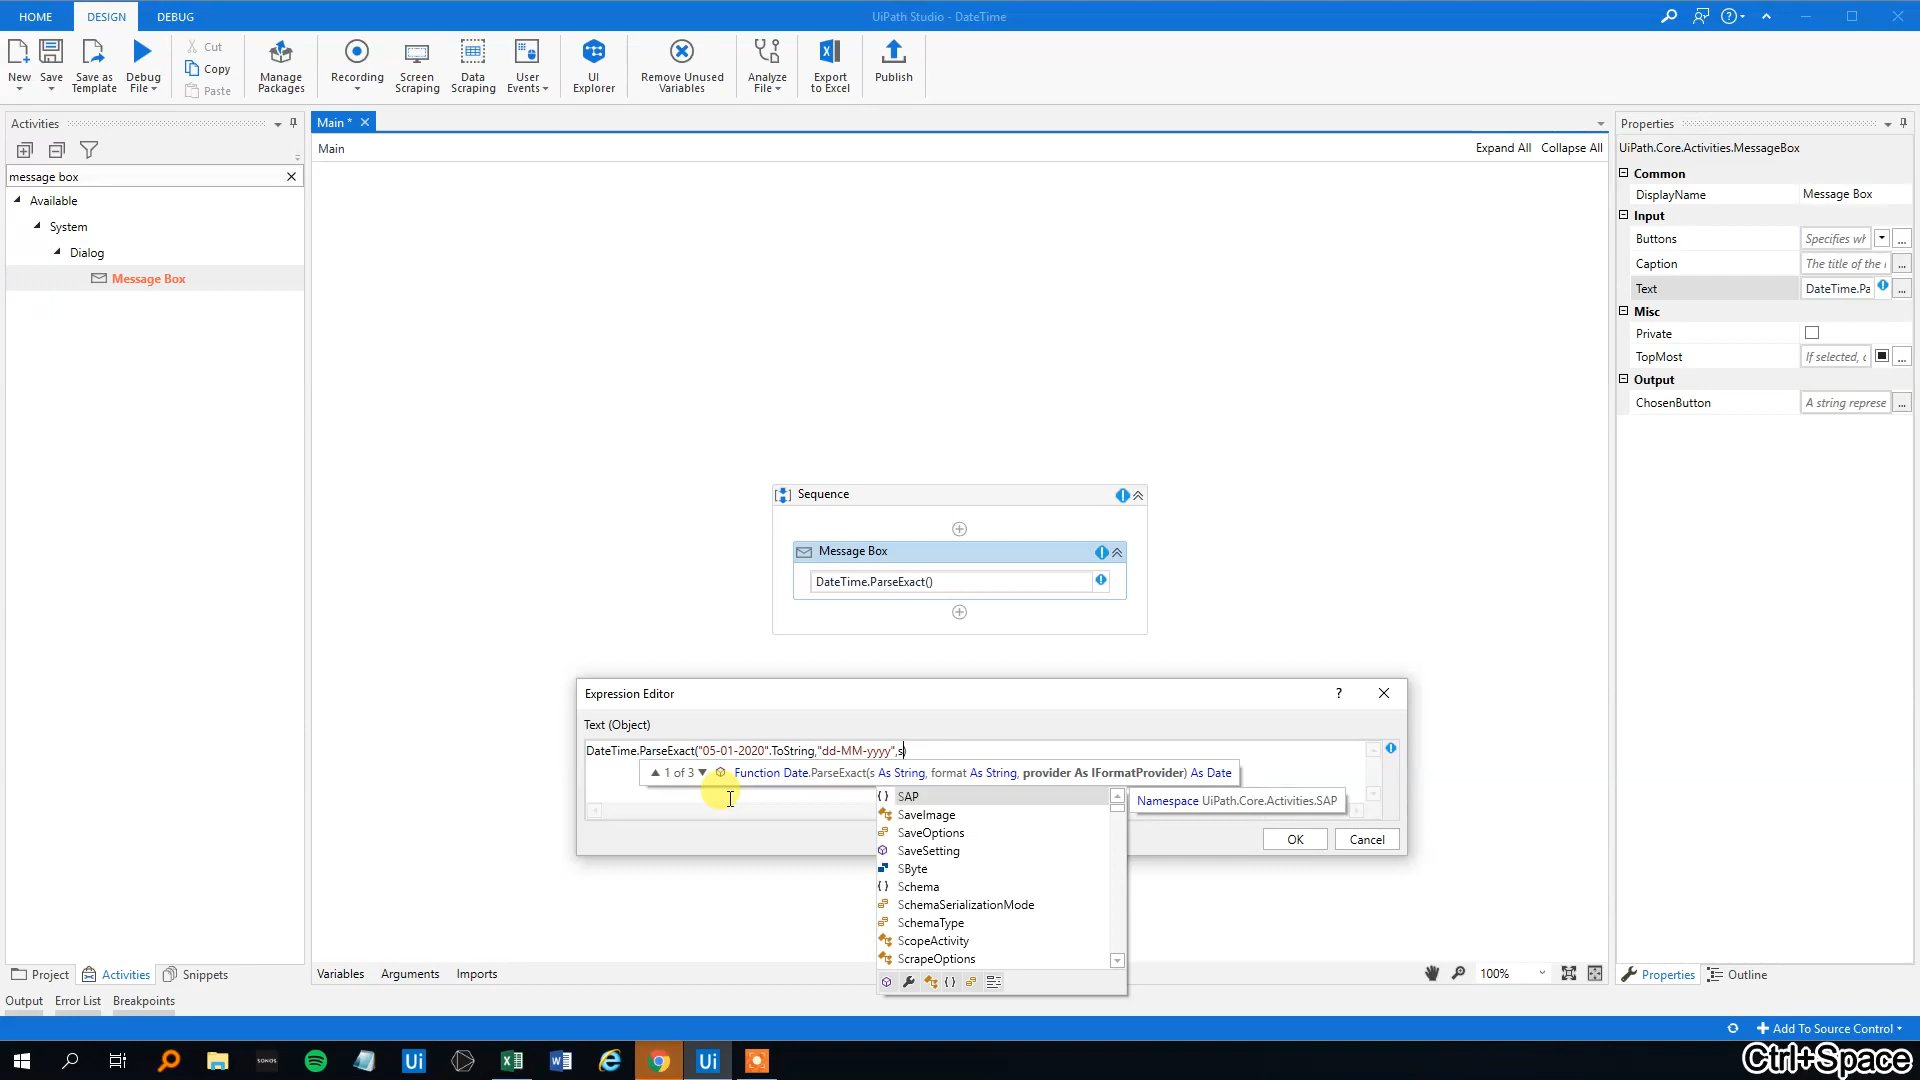 HOME DESIGN DEBUG
UiPath Studio - DateTime
New Save Save as Template Debug File
Cut
Copy
Paste
Manage Packages Recording Screen Scraping Data Scraping User Events UI Explorer Remove Unused Variables Analyze File Export to Excel Publish
Activities
message box
Available
System
Dialog
Message Box
Main *
Main
Expand All Collapse All
Sequence
Message Box
DateTime.ParseExact()
Expression Editor
?
Text (Object)
DateTime.ParseExact("05-01-2020".ToString,"dd-MM-yyyy",s)
1 of 3 Function Date.ParseExact(s As String, format As String, provider As IFormatProvider) As Date
SAP
SaveImage
SaveOptions
SaveSetting
SByte
Schema
SchemaSerializationMode
SchemaType
ScopeActivity
ScrapeOptions
Namespace UiPath.Core.Activities.SAP
OK Cancel
Variables Arguments Imports
100%
Properties
UiPath.Core.Activities.MessageBox
Common
DisplayName Message Box
Input
Buttons Specifies wh ...
Caption The title of the ...
Text DateTime.Pa ...
Misc
Private
TopMost If selected, c ...
Output
ChosenButton A string represe ...
Project Activities Snippets
Properties Outline
Output Error List Breakpoints
Add To Source Control
SONOS
Ui
Ui
Ctrl+Space